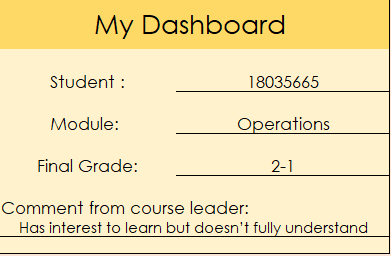 My Dashboard
Student : 18035665
Module: Operations
Final Grade: 2-1
Comment from course leader:
Has interest to learn but doesn't fully understand